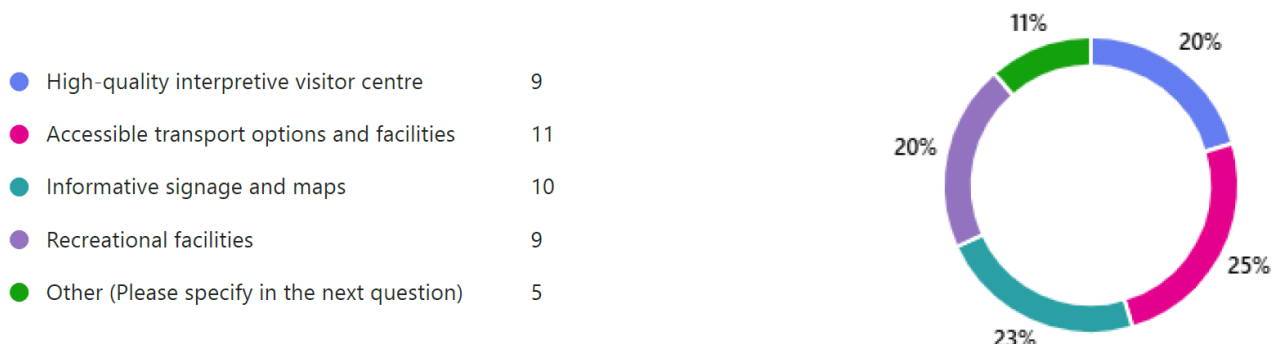 High-quality interpretive visitor centre 9
Accessible transport options and facilities 11
Informative signage and maps 10
Recreational facilities 9
Other (Please specify in the next question) 5
11%
20%
20%
25%
23%